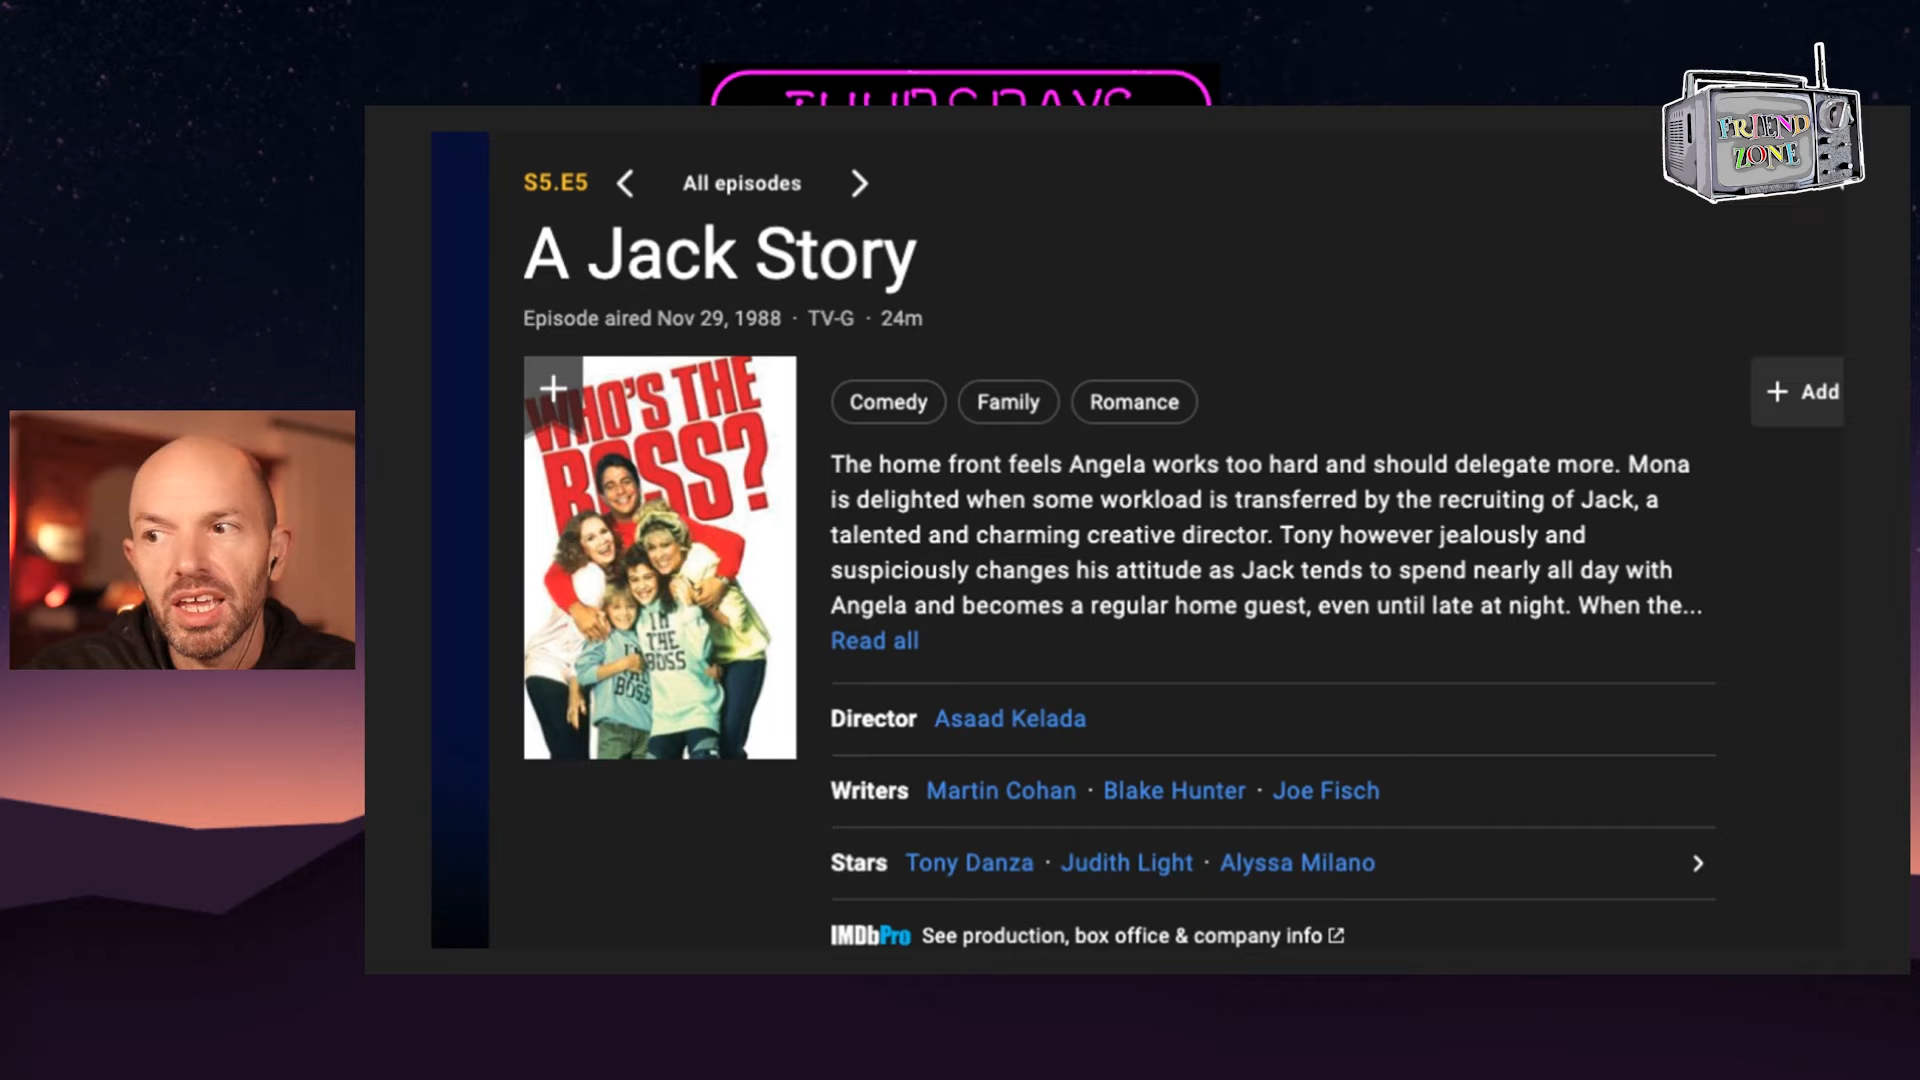 THURSDAYS
FRIEND
ZONE
S5.E5 All episodes
A Jack Story
Episode aired Nov 29, 1988 · TV-G · 24m
+ WHO'S THE
BOSS?
I'M
THE
BOSS
I'M
THE
BOSS
Comedy Family Romance
+ Add
The home front feels Angela works too hard and should delegate more. Mona
is delighted when some workload is transferred by the recruiting of Jack, a
talented and charming creative director. Tony however jealously and
suspiciously changes his attitude as Jack tends to spend nearly all day with
Angela and becomes a regular home guest, even until late at night. When the...
Read all
Director Asaad Kelada
Writers Martin Cohan · Blake Hunter · Joe Fisch
Stars Tony Danza · Judith Light · Alyssa Milano
IMDbPro See production, box office & company info